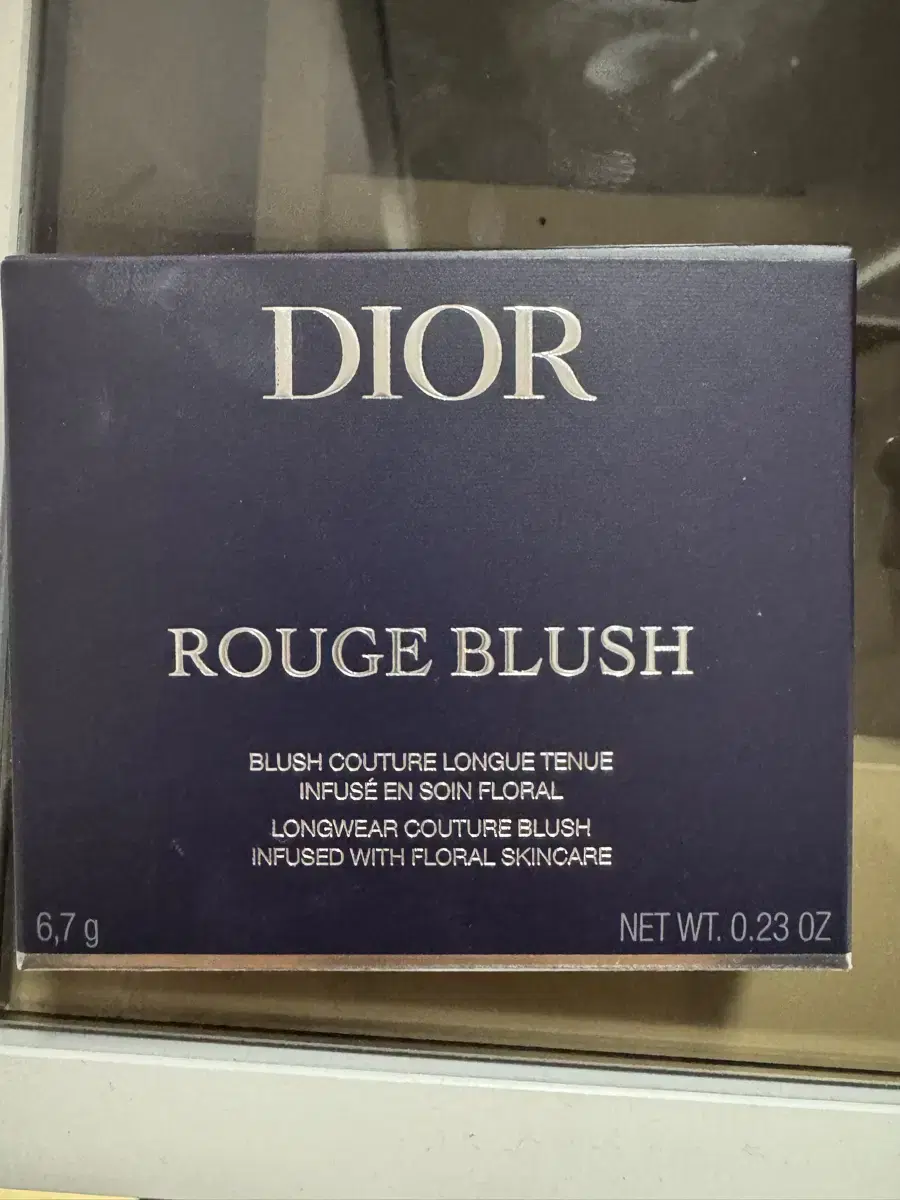 DIOR
ROUGE BLUSH
BLUSH COUTURE LONGUE TENUE
INFUSÉ EN SOIN FLORAL
LONGWEAR COUTURE BLUSH
INFUSED WITH FLORAL SKINCARE
6,7 g
NET WT. 0.23 OZ